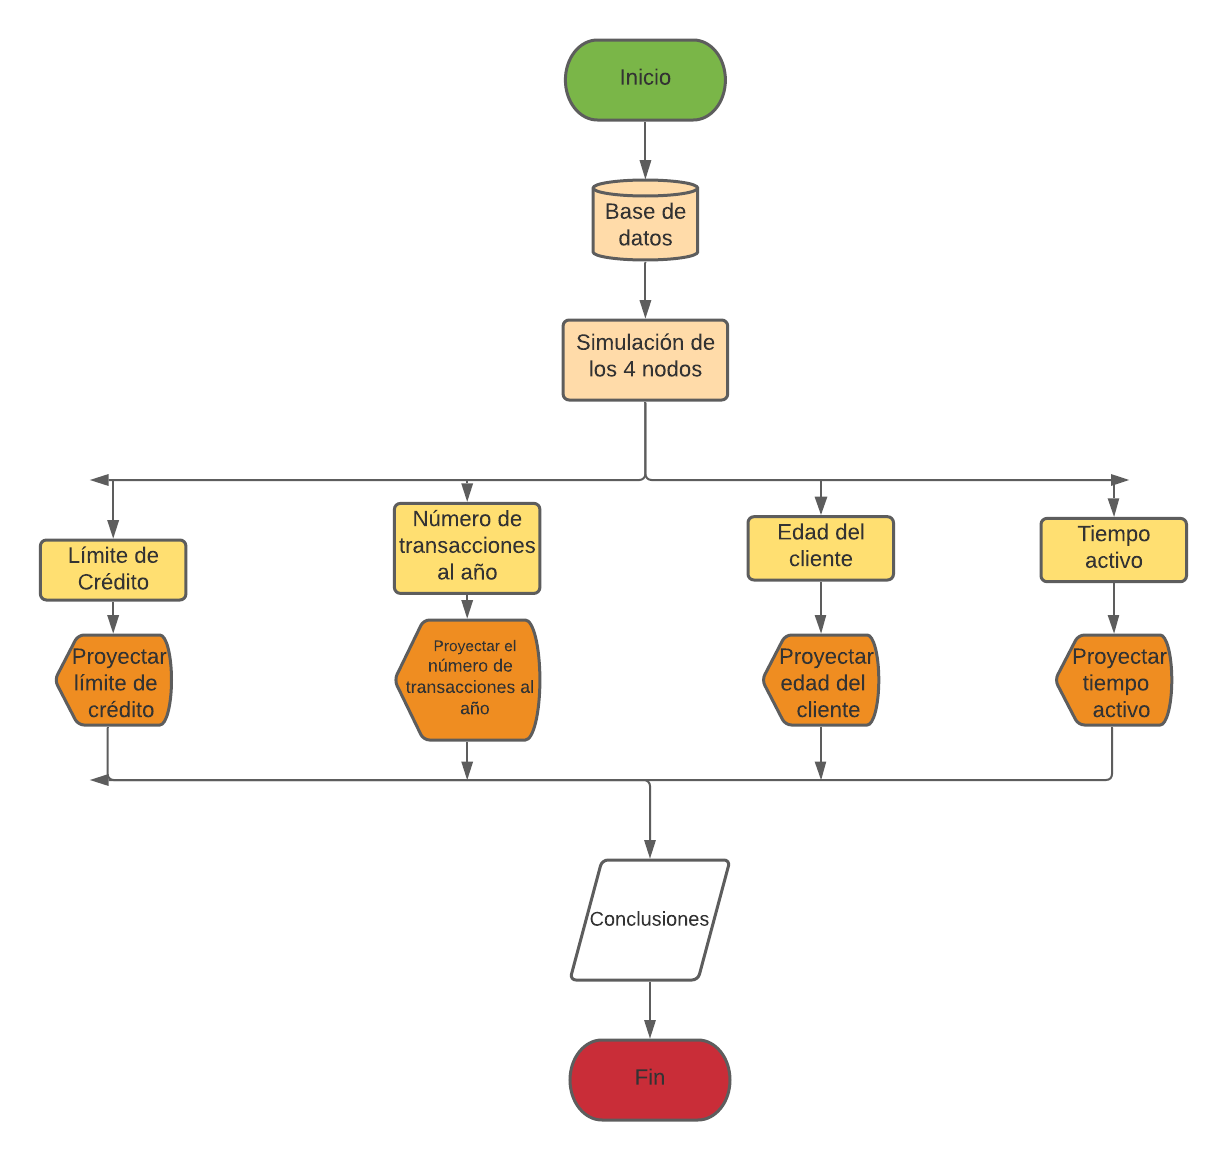 Inicio
Base de
datos
Simulación de
los 4 nodos
Límite de
Crédito
Número de
transacciones
al año
Edad del
cliente
Tiempo
activo
Proyectar
límite de
crédito
Proyectar el
número de
transacciones al
año
Proyectar
edad del
cliente
Proyectar
tiempo
activo
Conclusiones
Fin